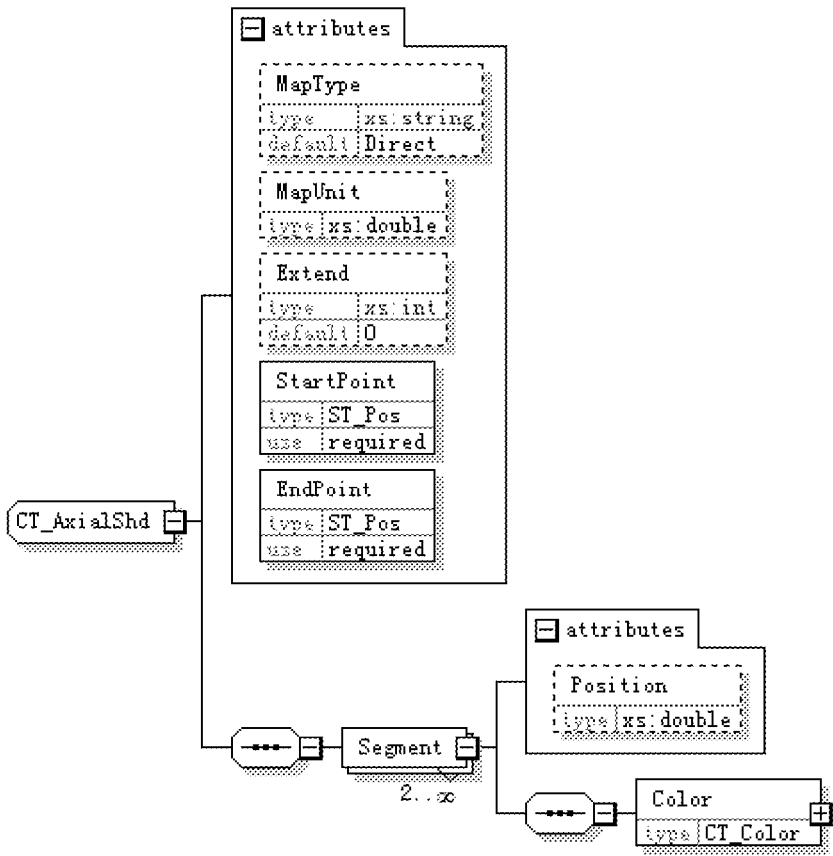 attributes
MapType
type xs:string
default Direct
MapUnit
type xs:double
Extend
type xs:int
default 0
StartPoint
type ST_Pos
use required
EndPoint
type ST_Pos
use required
CT_AxialShd
attributes
Position
type xs:double
Segment
2..∞
Color
type CT_Color